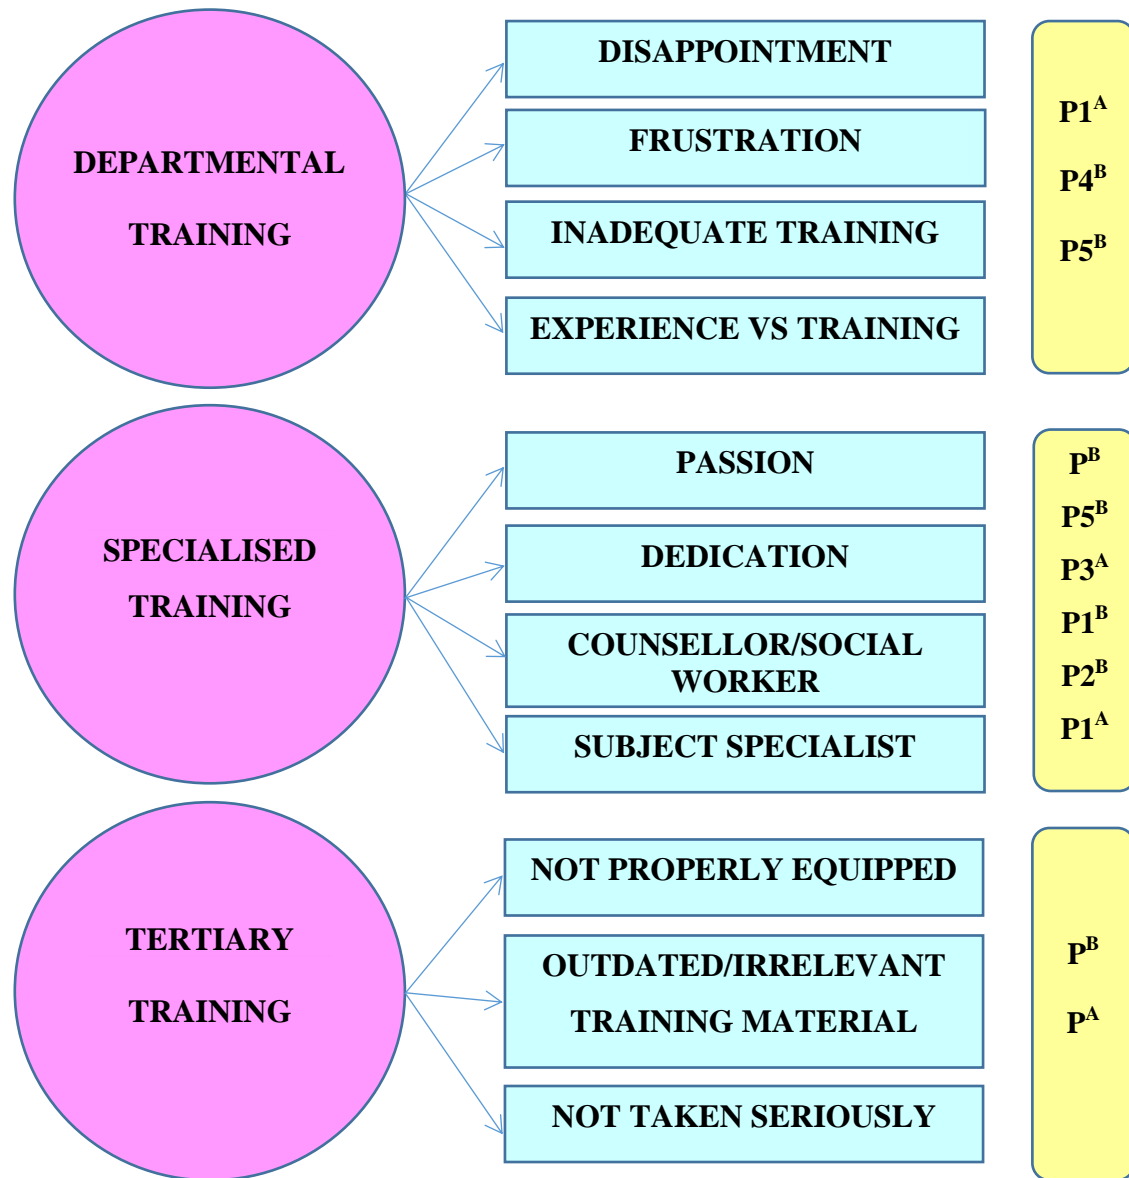 DEPARTMENTAL
TRAINING
DISAPPOINTMENT
FRUSTRATION
INADEQUATE TRAINING
EXPERIENCE VS TRAINING
P1ᴬ
P4ᴮ
P5ᴮ
SPECIALISED
TRAINING
PASSION
DEDICATION
COUNSELLOR/SOCIAL
WORKER
SUBJECT SPECIALIST
Pᴮ
P5ᴮ
P3ᴬ
P1ᴮ
P2ᴮ
P1ᴬ
TERTIARY
TRAINING
NOT PROPERLY EQUIPPED
OUTDATED/IRRELEVANT
TRAINING MATERIAL
NOT TAKEN SERIOUSLY
Pᴮ
Pᴬ